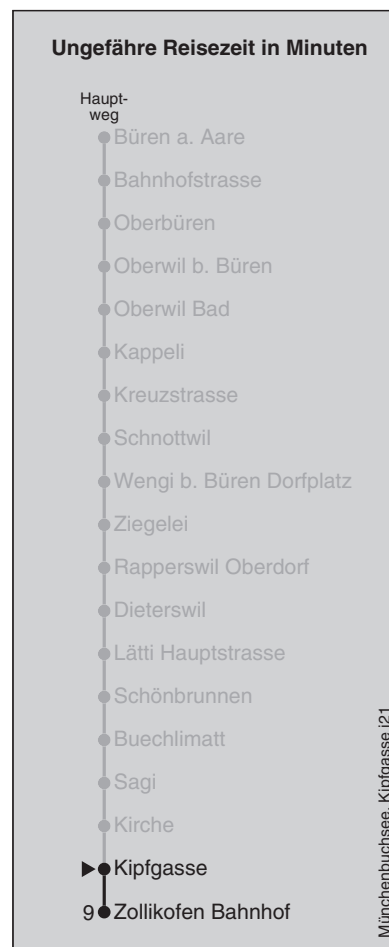 Ungefähre Reisezeit in Minuten
Haupt-
weg
Büren a. Aare
Bahnhofstrasse
Oberbüren
Oberwil b. Büren
Oberwil Bad
Kappeli
Kreuzstrasse
Schnottwil
Wengi b. Büren Dorfplatz
Ziegelei
Rapperswil Oberdorf
Dieterswil
Lätti Hauptstrasse
Schönbrunnen
Buechlimatt
Sagi
Kirche
Kipfgasse
9 Zollikofen Bahnhof
Münchenbuchsee, Kipfgasse j21